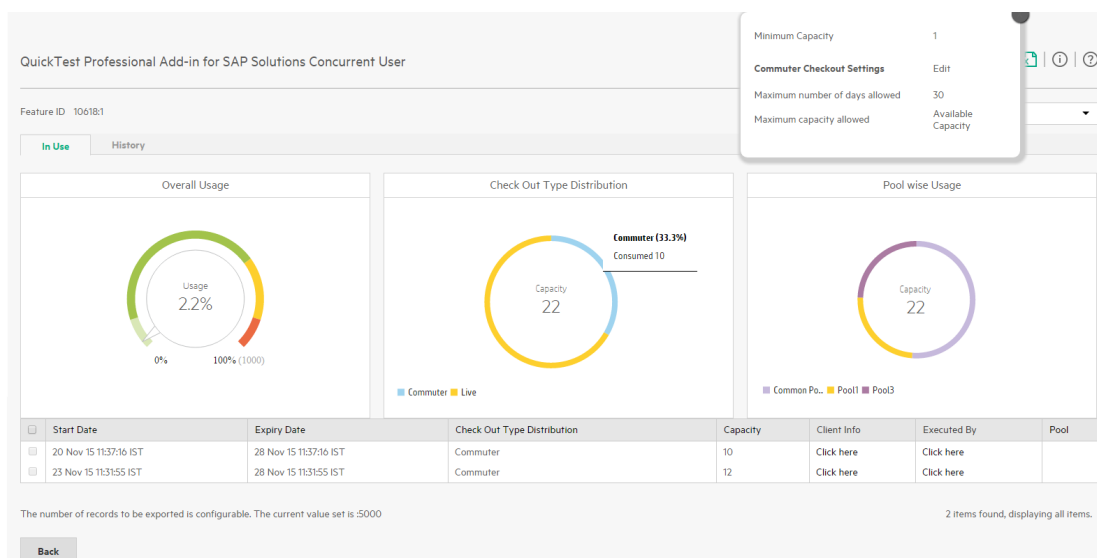 Minimum Capacity 1
QuickTest Professional Add-in for SAP Solutions Concurrent User
Commuter Checkout Settings Edit
Maximum number of days allowed 30
Maximum capacity allowed Available Capacity
Feature ID 10618:1
In Use History
Overall Usage
Usage
2.2%
0% 100% (1000)
Check Out Type Distribution
Commuter (33.3%)
Consumed 10
Capacity
22
Commuter Live
Pool wise Usage
Capacity
22
Common Po... Pool1 Pool3
Start Date Expiry Date Check Out Type Distribution Capacity Client Info Executed By Pool
20 Nov 15 11:37:16 IST 28 Nov 15 11:37:16 IST Commuter 10 Click here Click here
23 Nov 15 11:31:55 IST 28 Nov 15 11:31:55 IST Commuter 12 Click here Click here
The number of records to be exported is configurable. The current value set is :5000 2 items found, displaying all items.
Back